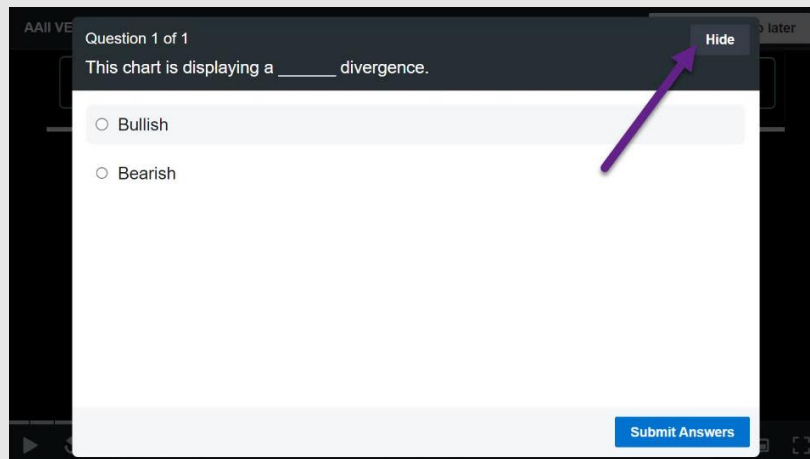 AAII VE
later
Question 1 of 1
Hide
This chart is displaying a ______ divergence.
Bullish
Bearish
Submit Answers